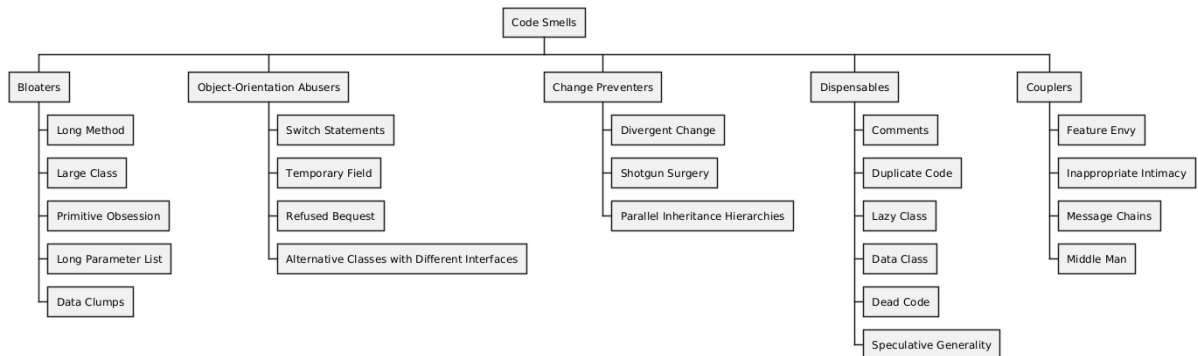 Code Smells
Bloaters
Object-Orientation Abusers
Change Preventers
Dispensables
Couplers
Long Method
Large Class
Primitive Obsession
Long Parameter List
Data Clumps
Switch Statements
Temporary Field
Refused Bequest
Alternative Classes with Different Interfaces
Divergent Change
Shotgun Surgery
Parallel Inheritance Hierarchies
Comments
Duplicate Code
Lazy Class
Data Class
Dead Code
Speculative Generality
Feature Envy
Inappropriate Intimacy
Message Chains
Middle Man